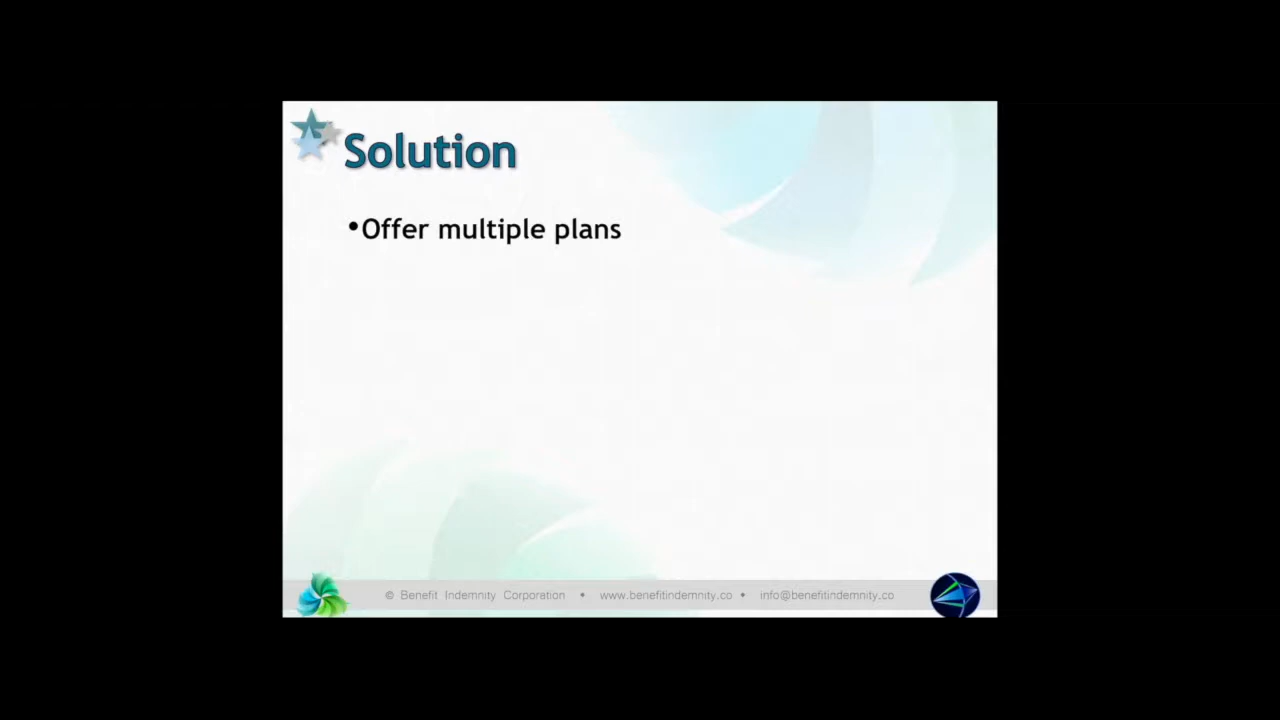 Solution
•Offer multiple plans
© Benefit Indemnity Corporation • www.benefitindemnity.co • info@benefitindemnity.co